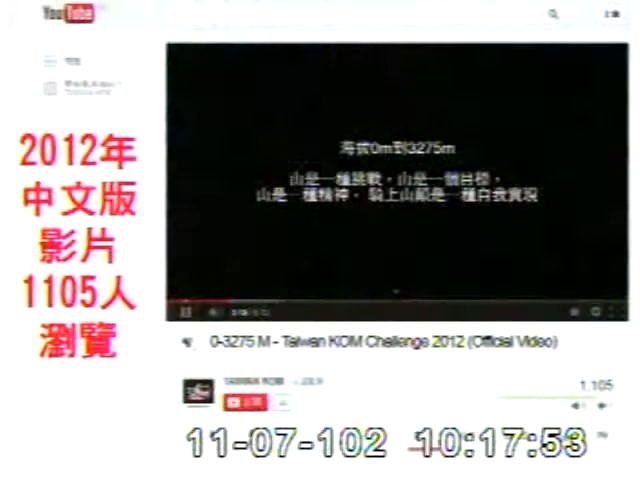 YouTube
2012年
中文版
影片
1105人
瀏覽
海拔0m到3275m
山是一種挑戰，山是一個目標，
山是一種精神， 騎上山頭是一種自我實現
0-3275 M - Taiwan KOM Challenge 2012 (Official Video)
TAIWAN KOM
1,105
11-07-102 10:17:53